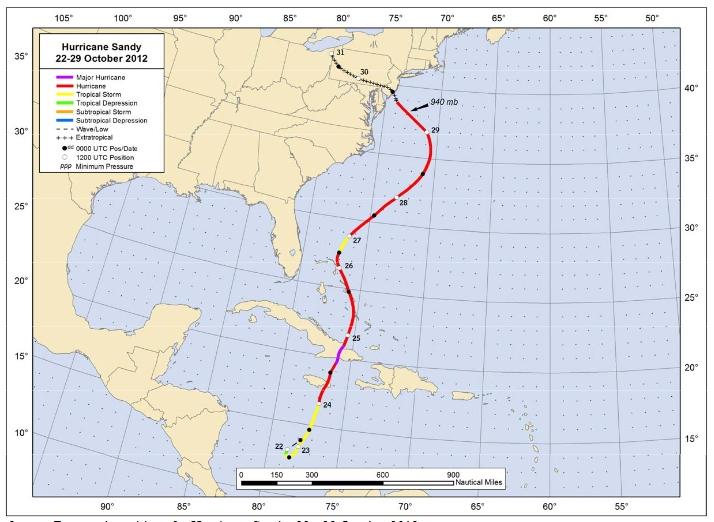 105° 100° 95° 90° 85° 80° 75° 70° 65° 60° 55° 50°
Hurricane Sandy
22-29 October 2012
Major Hurricane
Hurricane
Tropical Storm
Tropical Depression
Subtropical Storm
Subtropical Depression
Wave/Low
Extratropical
0000 UTC Pos/Date
1200 UTC Position
PPP Minimum Pressure
35°
30°
25°
20°
15°
10°
31
30
940 mb
29
28
27
26
25
24
22
23
40°
35°
30°
25°
20°
15°
0 150 300 600 900
Nautical Miles
90° 85° 80° 75° 70° 65° 60° 55°